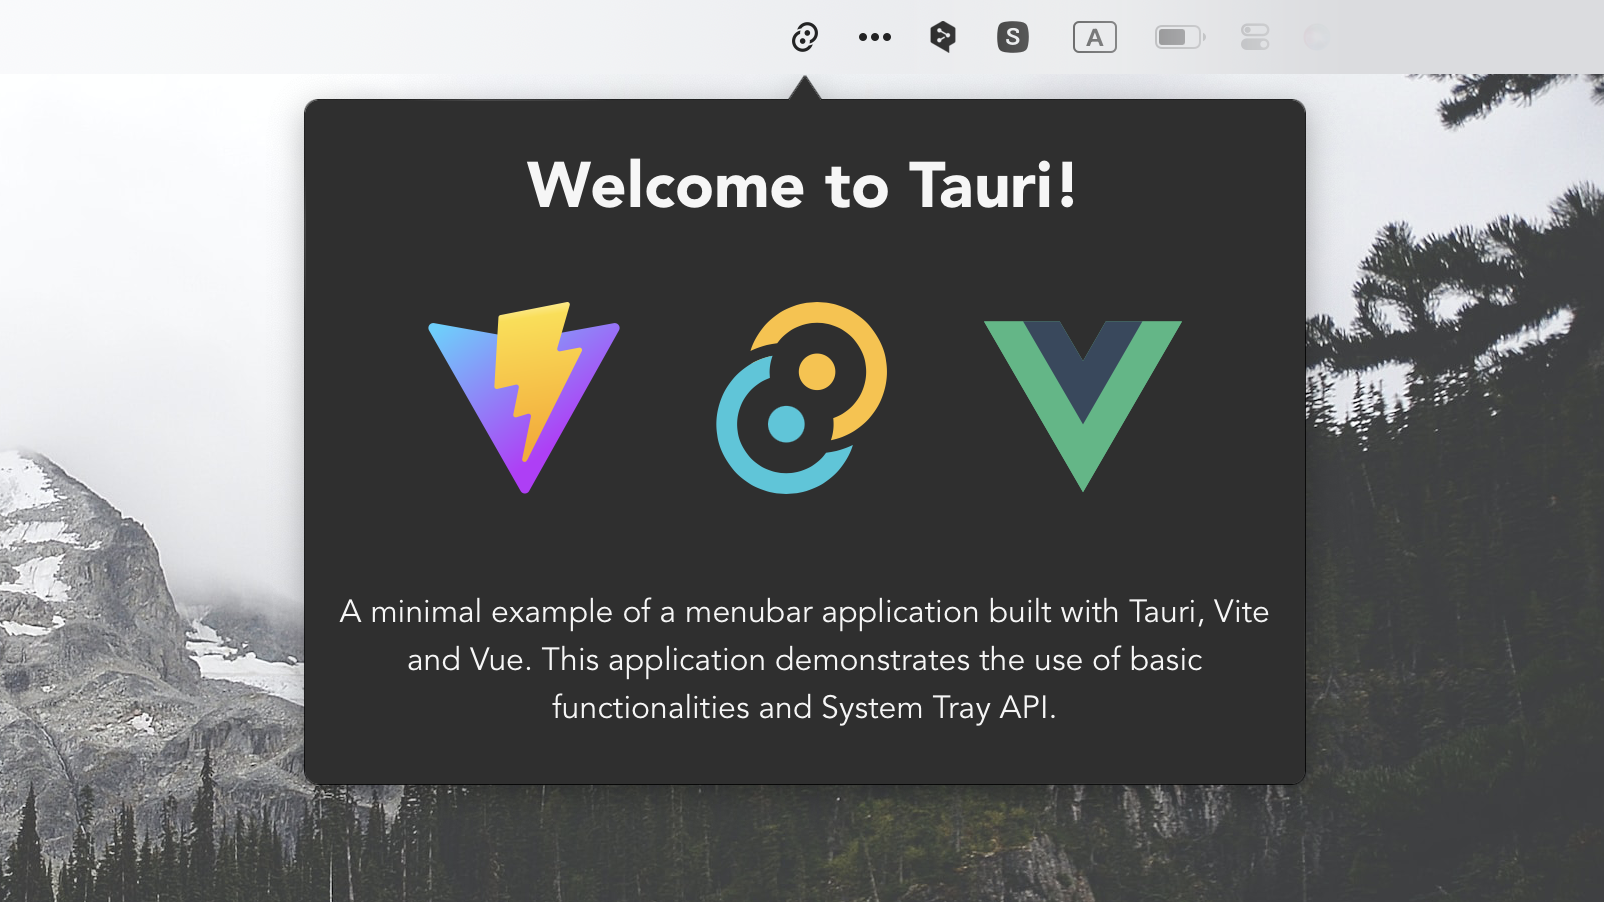 S
A
Welcome to Tauri!
A minimal example of a menubar application built with Tauri, Vite
and Vue. This application demonstrates the use of basic
functionalities and System Tray API.